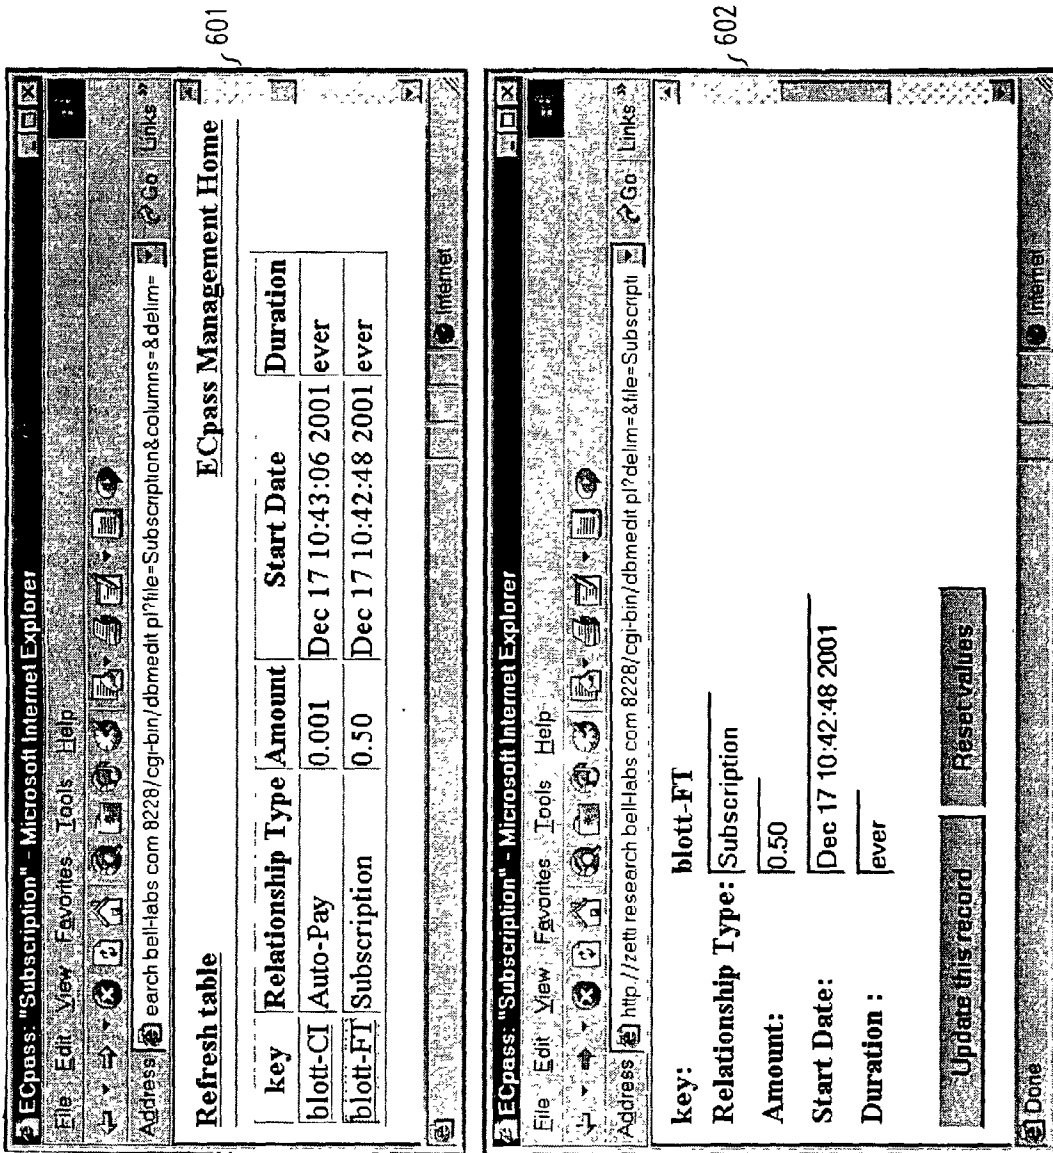 601
ECpass: "Subscription" - Microsoft Internet Explorer
File Edit View Favorites Tools Help
Address earch bell-labs com 8228/cgi-bin/dbmedit pl?file=Subscription&columns=&delim= Go Links »
Refresh table ECpass Management Home
key Relationship Type Amount Start Date Duration
blott-CI Auto-Pay 0.001 Dec 17 10:43:06 2001 ever
blott-FT Subscription 0.50 Dec 17 10:42:48 2001 ever
Internet
602
ECpass: "Subscription" - Microsoft Internet Explorer
File Edit View Favorites Tools Help
Address http://zetti research bell-labs com 8228/cgi-bin/dbmedit pl?delim=&file=Subscripti Go Links »
key: blott-FT
Relationship Type: Subscription
Amount: 0.50
Start Date: Dec 17 10:42:48 2001
Duration : ever
Update this record Reset values
Done Internet